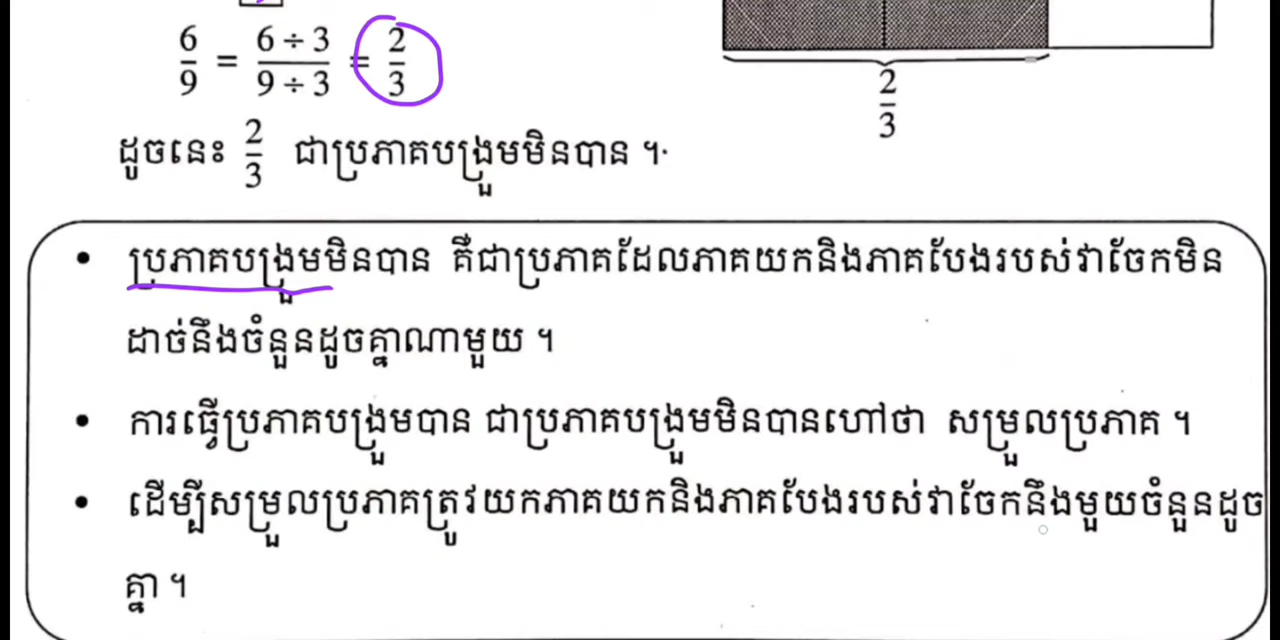 6/9 = 6 ÷ 3 / 9 ÷ 3 = 2/3
2/3
ដូចនេះ 2/3 ជាប្រភាគបង្រួមមិនបាន ។
• ប្រភាគបង្រួមមិនបាន គឺជាប្រភាគដែលភាគយកនិងភាគបែងរបស់វាចែកមិន
ដាច់នឹងចំនួនដូចគ្នាណាមួយ ។
• ការធ្វើប្រភាគបង្រួមបាន ជាប្រភាគបង្រួមមិនបានហៅថា សម្រួលប្រភាគ ។
• ដើម្បីសម្រួលប្រភាគត្រូវយកភាគយកនិងភាគបែងរបស់វាចែកនឹងមួយចំនួនដូច
គ្នា ។